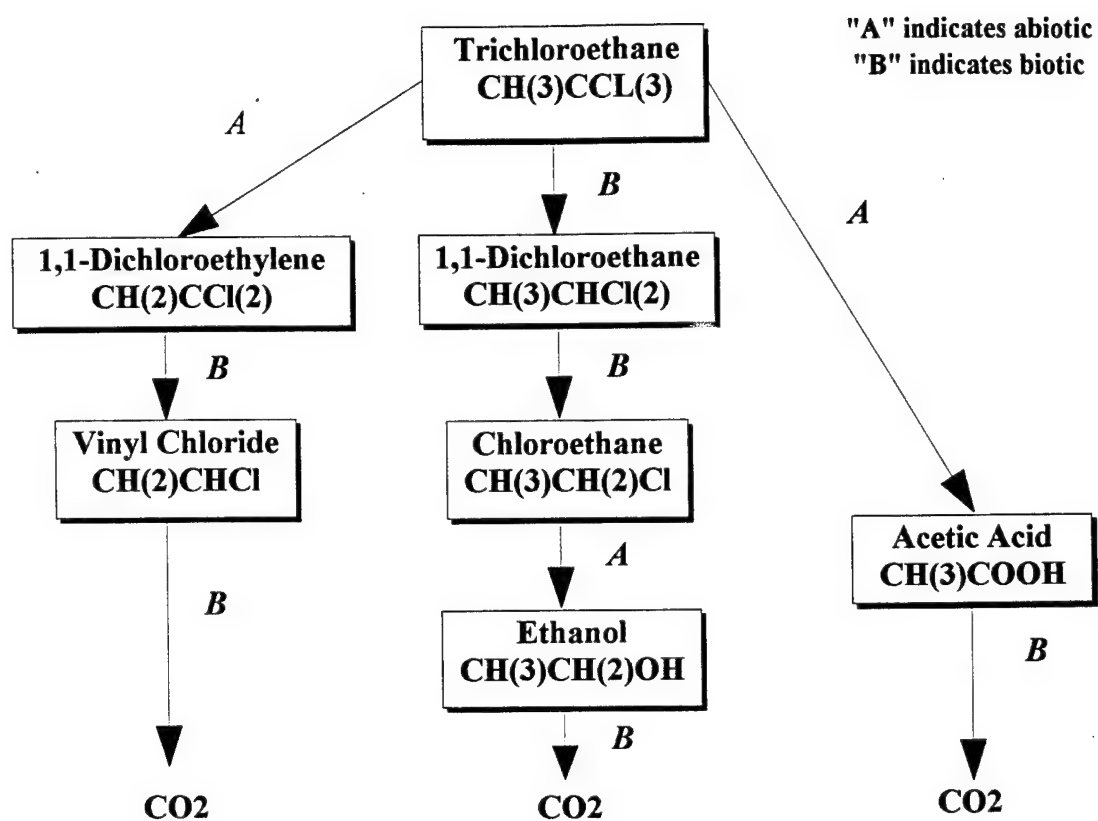 "A" indicates abiotic
"B" indicates biotic
Trichloroethane
CH(3)CCL(3)
A
B
A
1,1-Dichloroethylene
CH(2)CCl(2)
1,1-Dichloroethane
CH(3)CHCl(2)
B
B
Vinyl Chloride
CH(2)CHCl
Chloroethane
CH(3)CH(2)Cl
Acetic Acid
CH(3)COOH
B
A
B
Ethanol
CH(3)CH(2)OH
B
CO2
CO2
CO2